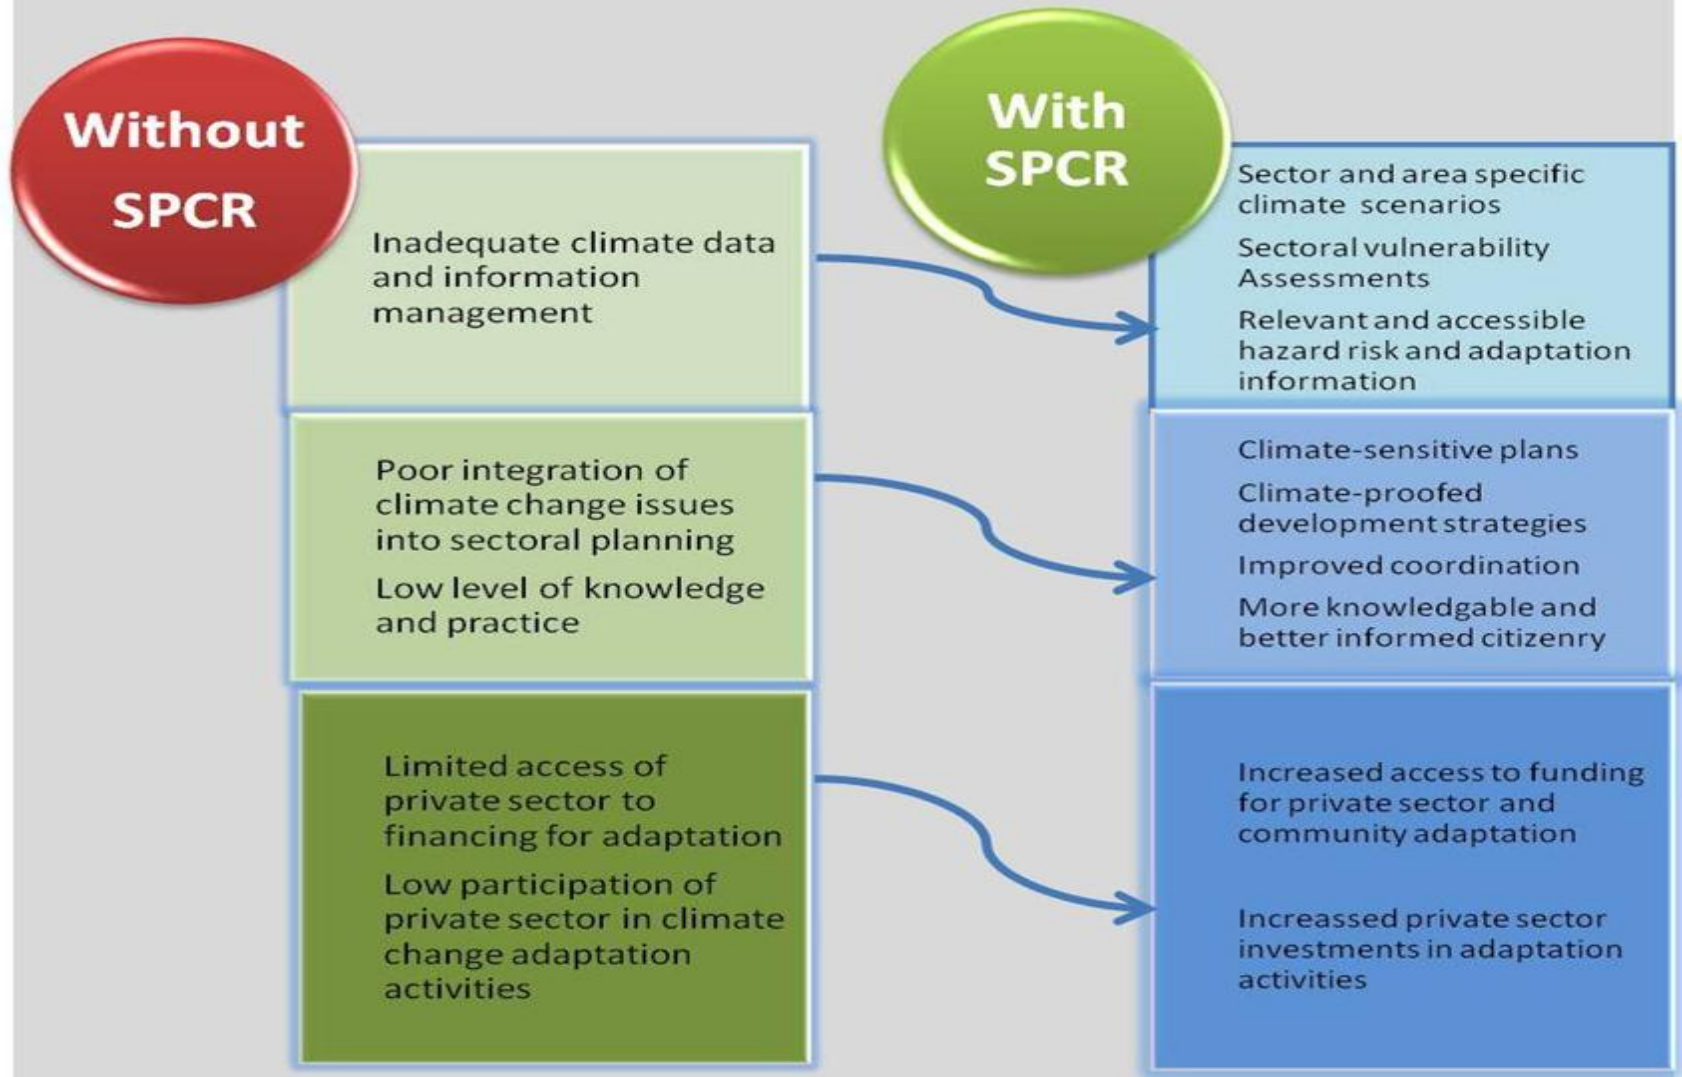 Without
SPCR
Inadequate climate data
and information
management
Poor integration of
climate change issues
into sectoral planning
Low level of knowledge
and practice
Limited access of
private sector to
financing for adaptation
Low participation of
private sector in climate
change adaptation
activities
With
SPCR
Sector and area specific
climate scenarios
Sectoral vulnerability
Assessments
Relevant and accessible
hazard risk and adaptation
information
Climate-sensitive plans
Climate-proofed
development strategies
Improved coordination
More knowledgable and
better informed citizenry
Increased access to funding
for private sector and
community adaptation
Increassed private sector
investments in adaptation
activities